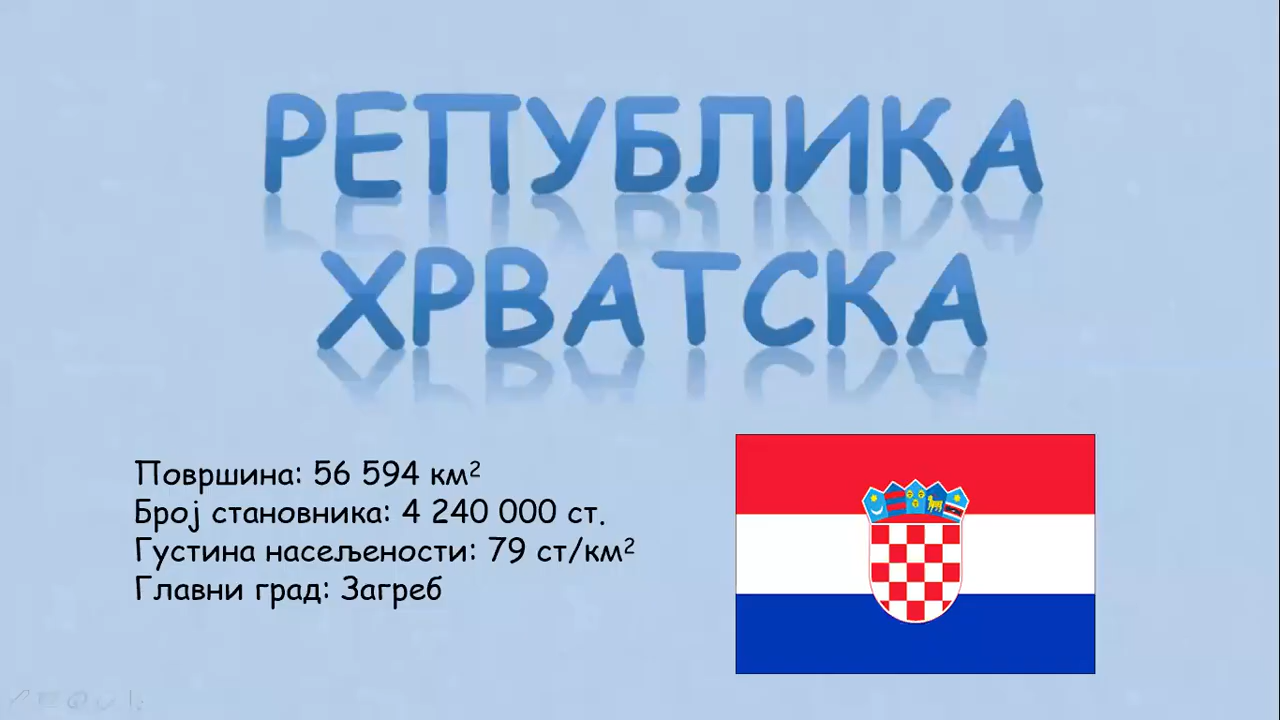 РЕПУБЛИКА
ХРВАТСКА
Површина: 56 594 км²
Број становника: 4 240 000 ст.
Густина насељености: 79 ст/км²
Главни град: Загреб